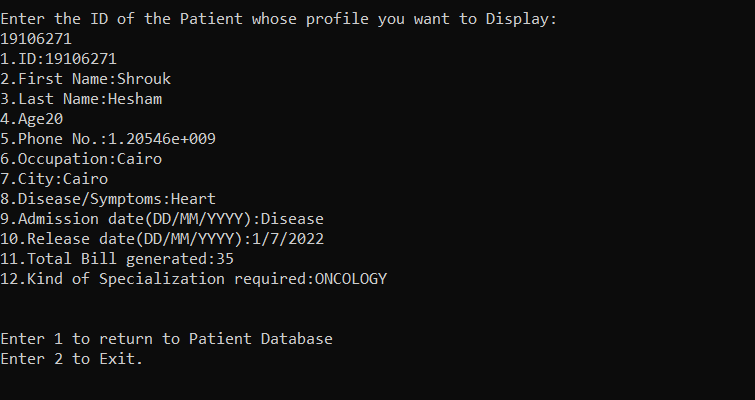 Enter the ID of the Patient whose profile you want to Display:
19106271
1.ID:19106271
2.First Name:Shrouk
3.Last Name:Hesham
4.Age20
5.Phone No.:1.20546e+009
6.Occupation:Cairo
7.City:Cairo
8.Disease/Symptoms:Heart
9.Admission date(DD/MM/YYYY):Disease
10.Release date(DD/MM/YYYY):1/7/2022
11.Total Bill generated:35
12.Kind of Specialization required:ONCOLOGY
Enter 1 to return to Patient Database
Enter 2 to Exit.